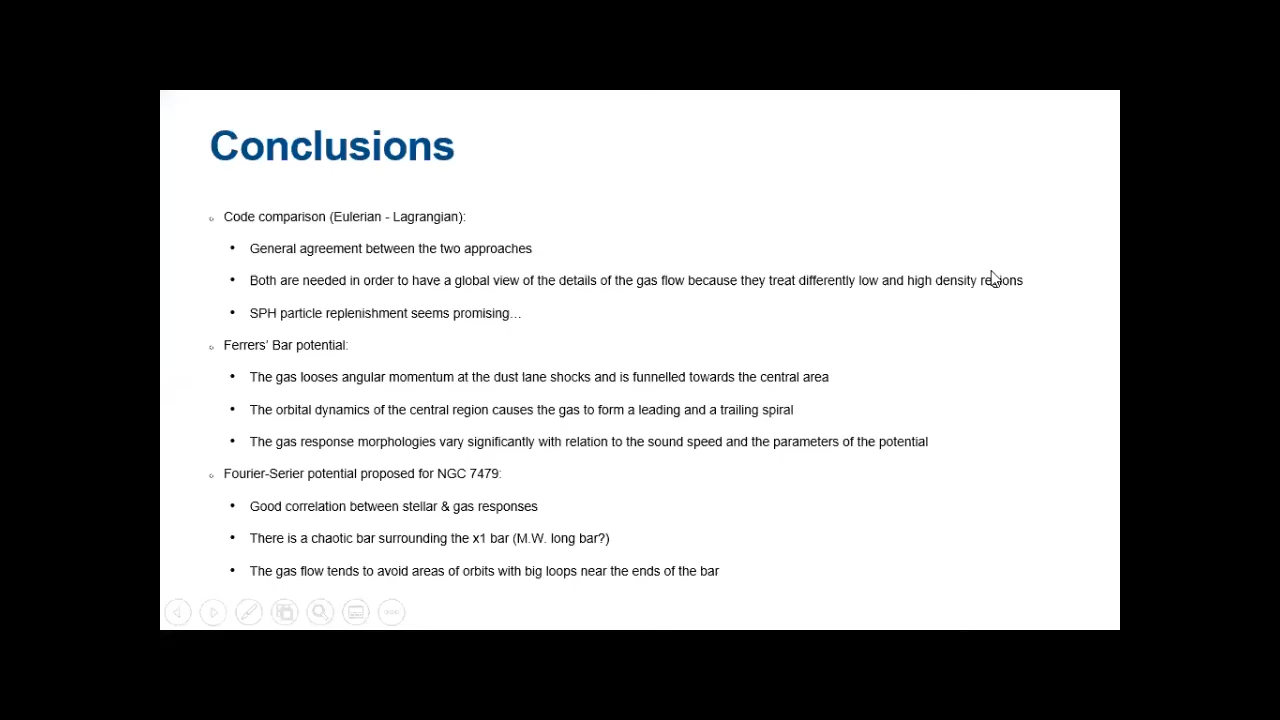 Conclusions
Code comparison (Eulerian - Lagrangian):
• General agreement between the two approaches
• Both are needed in order to have a global view of the details of the gas flow because they treat differently low and high density regions
• SPH particle replenishment seems promising...
Ferrers' Bar potential:
• The gas looses angular momentum at the dust lane shocks and is funnelled towards the central area
• The orbital dynamics of the central region causes the gas to form a leading and a trailing spiral
• The gas response morphologies vary significantly with relation to the sound speed and the parameters of the potential
Fourier-Serier potential proposed for NGC 7479:
• Good correlation between stellar & gas responses
• There is a chaotic bar surrounding the x1 bar (M.W. long bar?)
• The gas flow tends to avoid areas of orbits with big loops near the ends of the bar